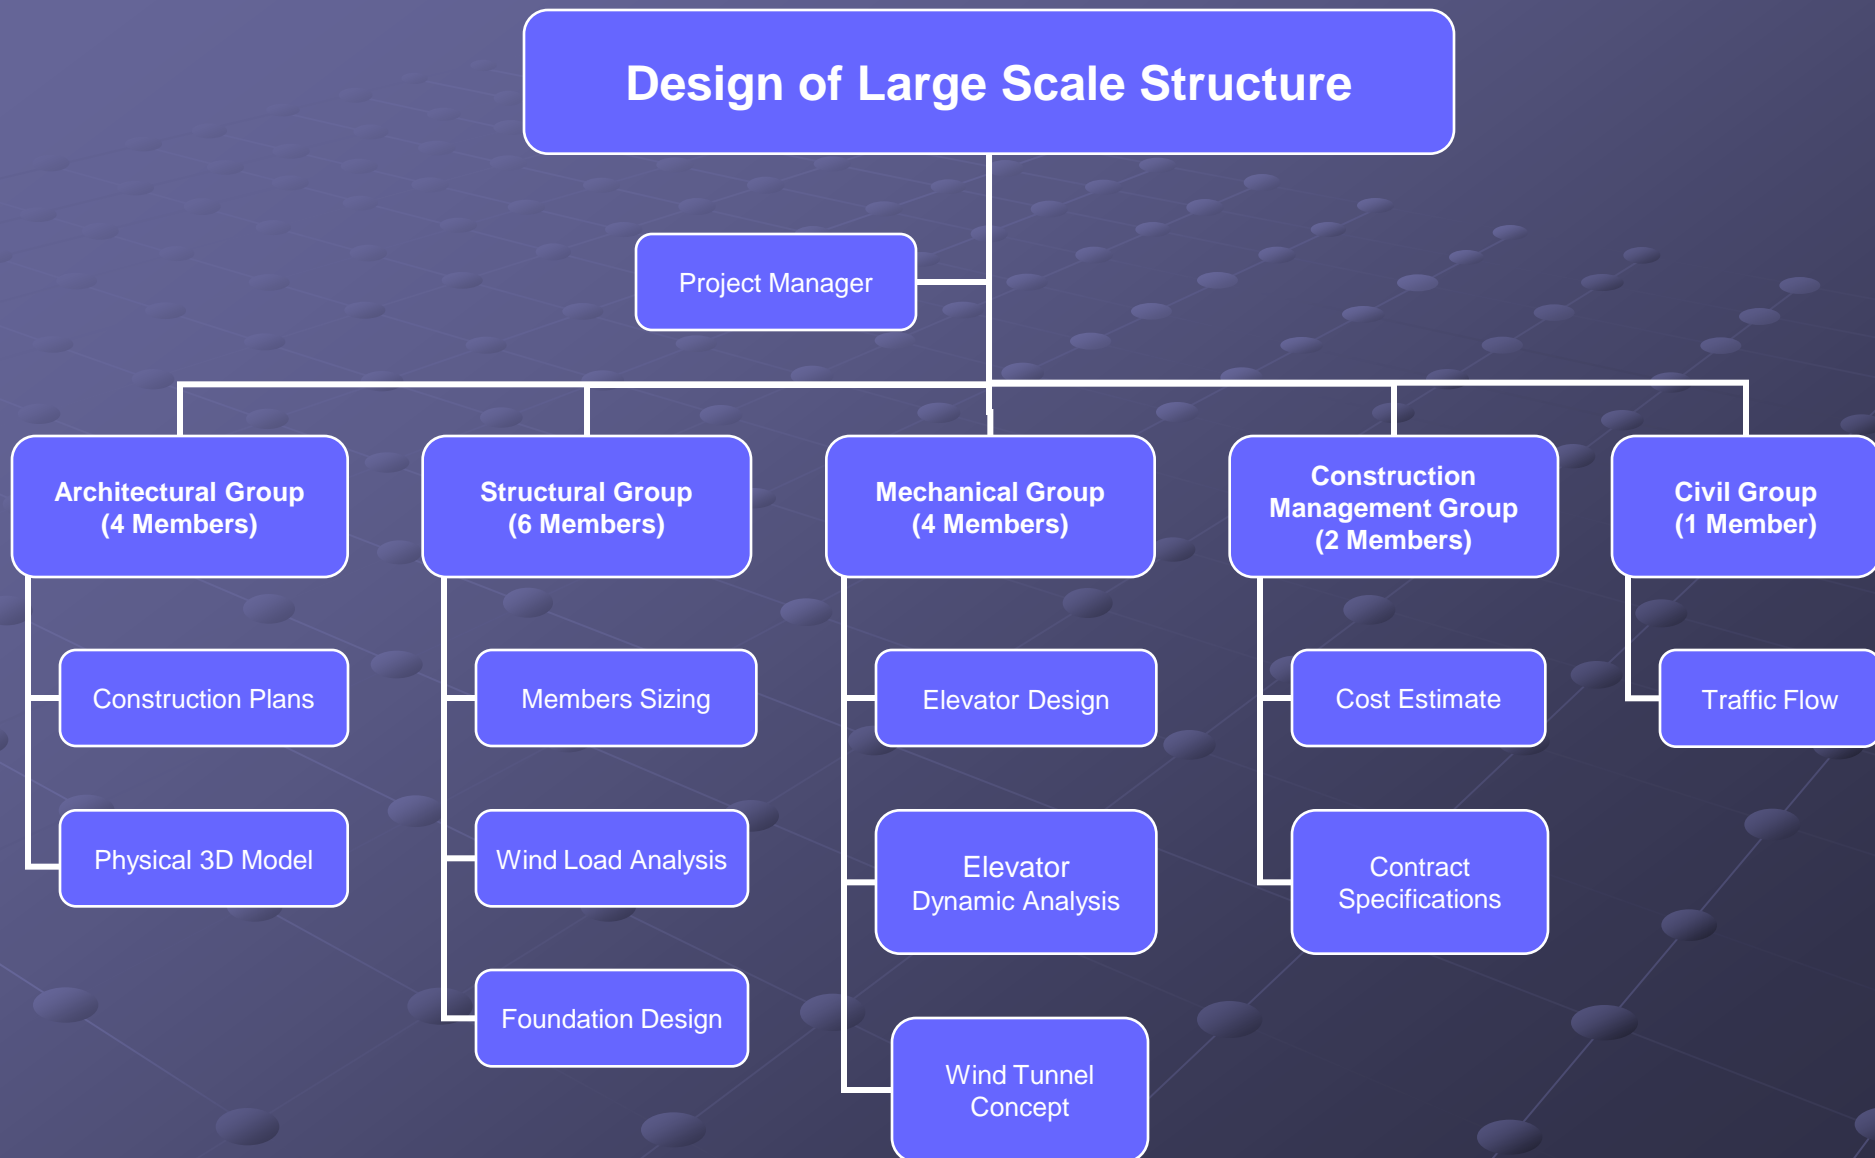 Design of Large Scale Structure
Project Manager
Architectural Group
(4 Members)
Structural Group
(6 Members)
Mechanical Group
(4 Members)
Construction
Management Group
(2 Members)
Civil Group
(1 Member)
Construction Plans
Physical 3D Model
Members Sizing
Wind Load Analysis
Foundation Design
Elevator Design
Elevator
Dynamic Analysis
Wind Tunnel
Concept
Cost Estimate
Contract
Specifications
Traffic Flow